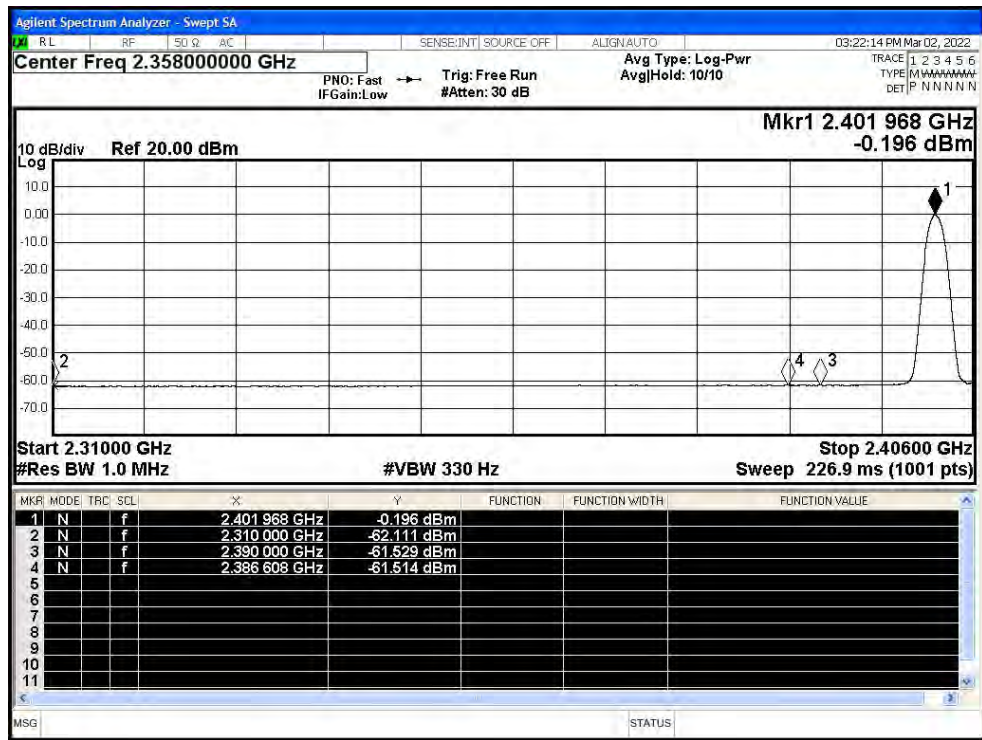 Agilent Spectrum Analyzer - Swept SA
LXI RL RF 50 Ω AC SENSE:INT SOURCE OFF ALIGNAUTO 03:22:14 PM Mar 02, 2022
Center Freq 2.358000000 GHz
PNO: Fast
IFGain:Low
Trig: Free Run
#Atten: 30 dB
Avg Type: Log-Pwr
Avg|Hold: 10/10
TRACE 1 2 3 4 5 6
TYPE MWWWWW
DET P N N N N N
Mkr1 2.401 968 GHz
-0.196 dBm
10 dB/div Ref 20.00 dBm
Log
10.0
0.00
-10.0
-20.0
-30.0
-40.0
-50.0
-60.0
-70.0
1
2
4
3
Start 2.31000 GHz Stop 2.40600 GHz
#Res BW 1.0 MHz #VBW 330 Hz Sweep 226.9 ms (1001 pts)
MKR MODE TRC SCL X Y FUNCTION FUNCTION WIDTH FUNCTION VALUE
1 N f 2.401 968 GHz -0.196 dBm
2 N f 2.310 000 GHz -62.111 dBm
3 N f 2.390 000 GHz -61.529 dBm
4 N f 2.386 608 GHz -61.514 dBm
5
6
7
8
9
10
11
MSG STATUS